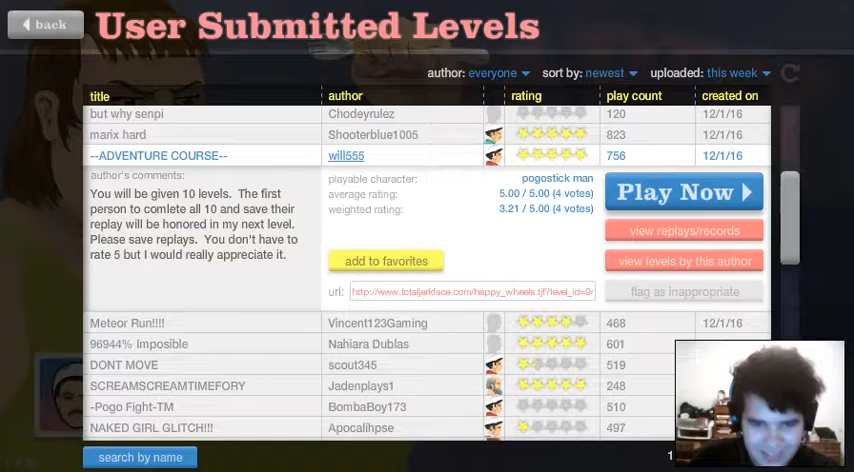 back
User Submitted Levels
author: everyone sort by: newest uploaded: this week
title author rating play count created on
but why senpi Chodeyrulez 120 12/1/16
marix hard Shooterblue1005 823 12/1/16
--ADVENTURE COURSE-- will555 756 12/1/16
author's comments:
You will be given 10 levels. The first
person to comlete all 10 and save their
replay will be honored in my next level.
Please save replays. You don't have to
rate 5 but I would really appreciate it.
playable character: pogostick man
average rating: 5.00 / 5.00 (4 votes)
weighted rating: 3.21 / 5.00 (4 votes)
add to favorites
url: http://www.totaljerkface.com/happy_wheels.tjf?level_id=9
Play Now
view replays/records
view levels by this author
flag as inappropriate
Meteor Run!!!! Vincent123Gaming 468 12/1/16
96944% Imposible Nahiara Dublas 601
DONT MOVE scout345 519
SCREAMSCREAMTIMEFORY Jadenplays1 248
-Pogo Fight-TM BombaBoy173 510
NAKED GIRL GLITCH!!! Apocalihpse 497
search by name
1